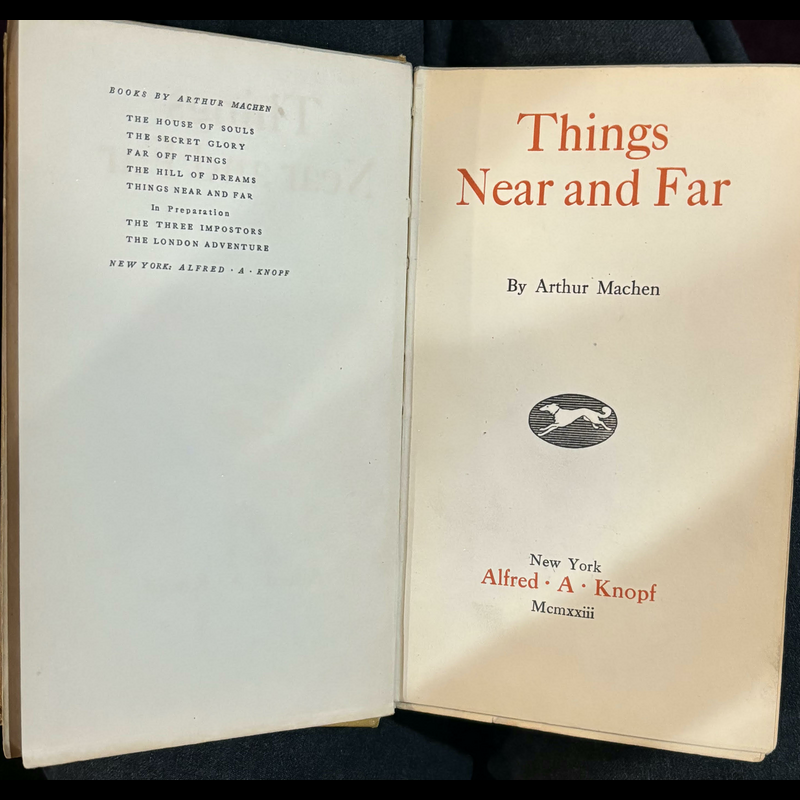 BOOKS BY ARTHUR MACHEN
THE HOUSE OF SOULS
THE SECRET GLORY
FAR OFF THINGS
THE HILL OF DREAMS
THINGS NEAR AND FAR
In Preparation
THE THREE IMPOSTORS
THE LONDON ADVENTURE
NEW YORK: ALFRED · A · KNOPF
Things
Near and Far
By Arthur Machen
New York
Alfred · A · Knopf
Mcmxxiii